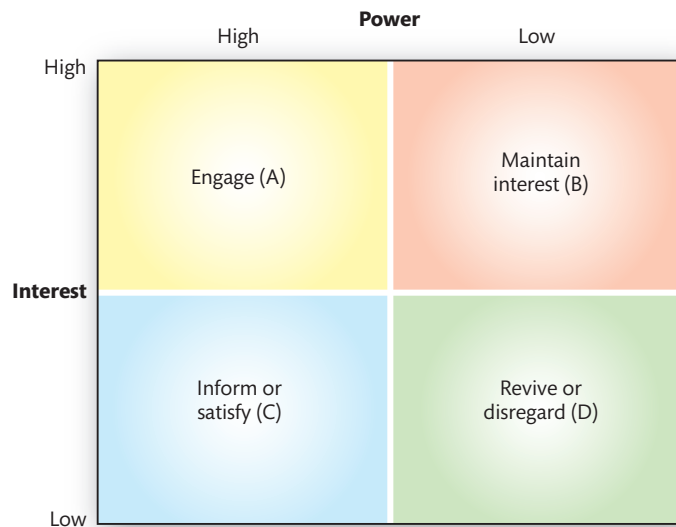 Power
High Low
High
Engage (A)
Maintain
interest (B)
Interest
Inform or
satisfy (C)
Revive or
disregard (D)
Low